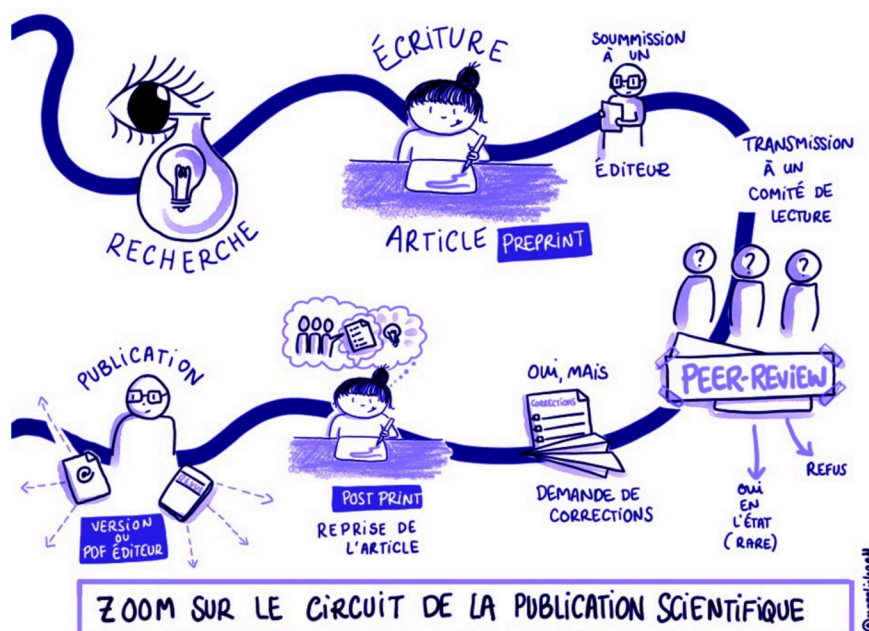 RECHERCHE
ÉCRITURE
ARTICLE PREPRINT
SOUMMISSION
À UN
ÉDITEUR
TRANSMISSION
À UN
COMITÉ DE
LECTURE
?
?
?
PEER-REVIEW
REFUS
OUI
EN
L'ÉTAT
(RARE)
OUI, MAIS
CORRECTIONS
DEMANDE DE
CORRECTIONS
POST PRINT
REPRISE DE
L'ARTICLE
PUBLICATION
@
REVUE
VERSION
OU
PDF ÉDITEUR
ZOOM SUR LE CIRCUIT DE LA PUBLICATION SCIENTIFIQUE